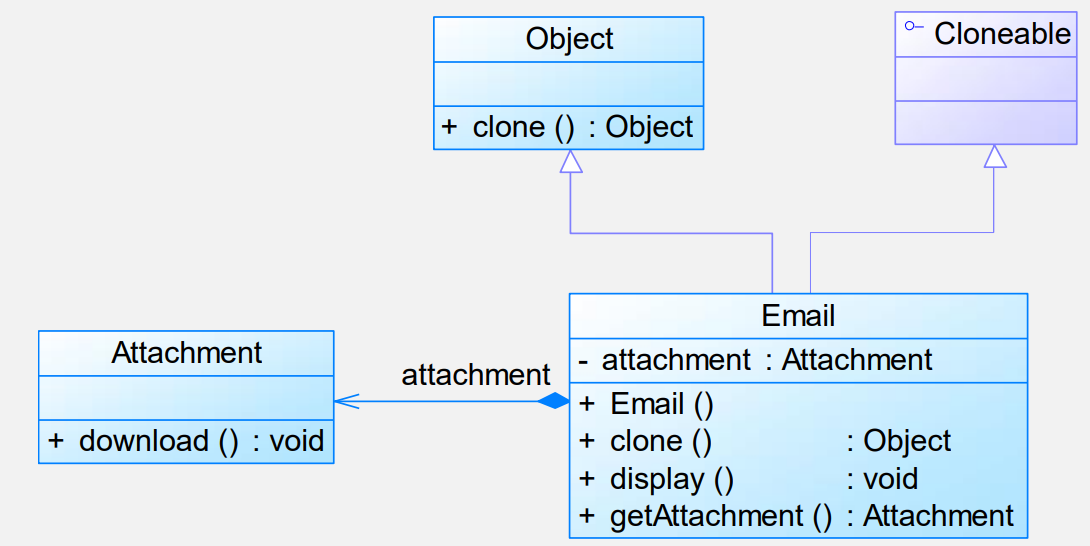 Object
+ clone () : Object
Cloneable
Attachment
+ download () : void
attachment
Email
- attachment : Attachment
+ Email ()
+ clone () : Object
+ display () : void
+ getAttachment () : Attachment